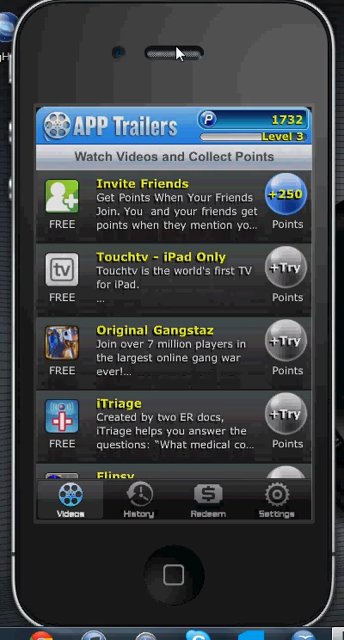 APP Trailers
P
1732
Level 3
Watch Videos and Collect Points
Invite Friends
Get Points When Your Friends
Join. You and your friends get
points when they mention yo...
FREE
+250
Points
Touchtv - iPad Only
Touchtv is the world's first TV
for iPad.
...
tv
FREE
+Try
Points
Original Gangstaz
Join over 7 million players in
the largest online gang war
ever!...
FREE
+Try
Points
iTriage
Created by two ER docs,
iTriage helps you answer the
questions: "What medical co...
FREE
+Try
Points
Flipsy
Videos
History
Redeem
Settings